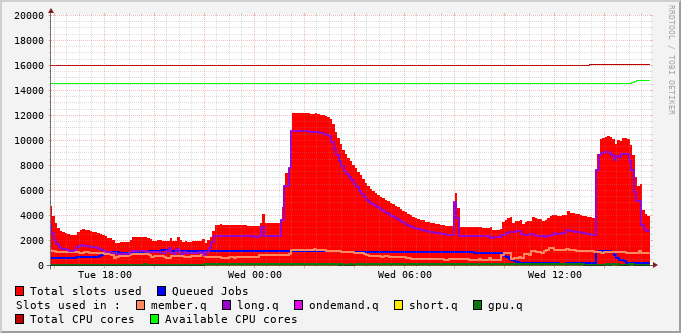 RRDTOOL / TOBI OETIKER
20000
18000
16000
14000
12000
10000
8000
6000
4000
2000
0
Tue 18:00 Wed 00:00 Wed 06:00 Wed 12:00
Total slots used Queued Jobs
Slots used in : member.q long.q ondemand.q short.q gpu.q
Total CPU cores Available CPU cores